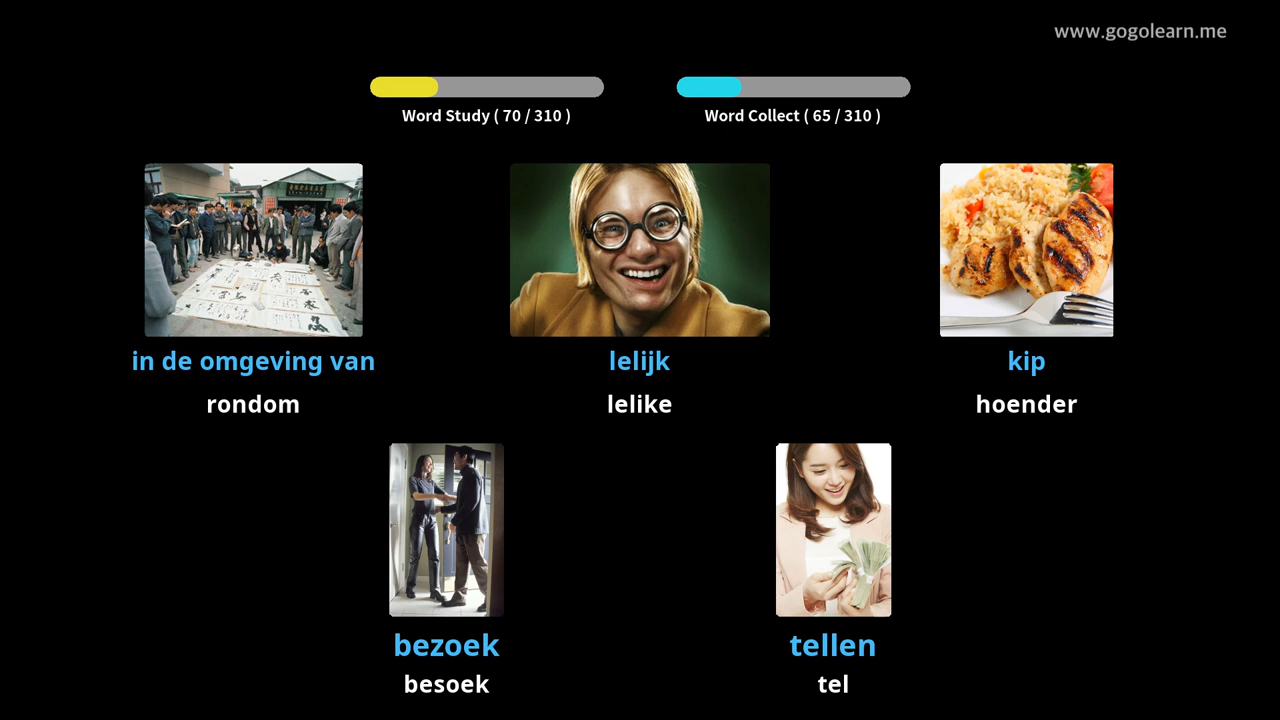 www.gogolearn.me
Word Study ( 70 / 310 )
Word Collect ( 65 / 310 )
in de omgeving van
lelijk
kip
rondom
lelike
hoender
bezoek
tellen
besoek
tel